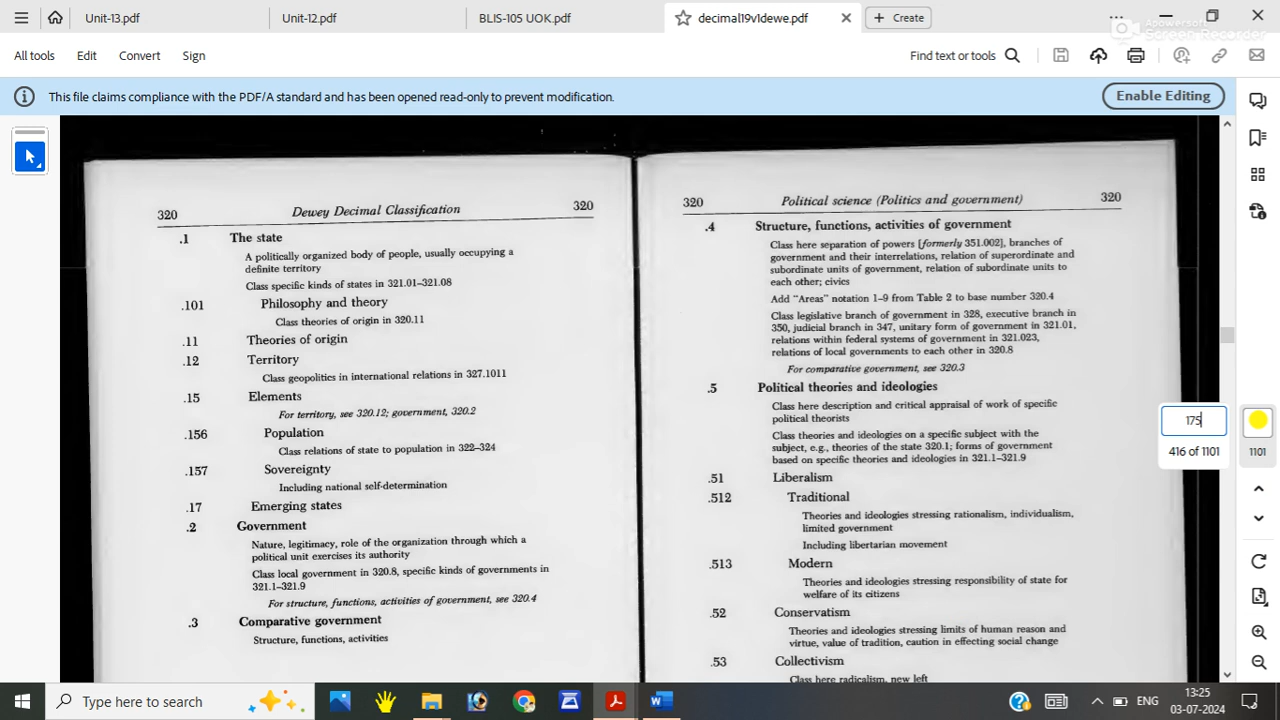 Unit-13.pdf
Unit-12.pdf
BLIS-105 UOK.pdf
decimal19v1dewe.pdf
Create
Apowersoft
Screen Recorder
All tools
Edit
Convert
Sign
Find text or tools
This file claims compliance with the PDF/A standard and has been opened read-only to prevent modification.
Enable Editing
320 Dewey Decimal Classification 320
.1 The state
A politically organized body of people, usually occupying a
definite territory
Class specific kinds of states in 321.01–321.08
.101 Philosophy and theory
Class theories of origin in 320.11
.11 Theories of origin
.12 Territory
Class geopolitics in international relations in 327.1011
.15 Elements
For territory, see 320.12; government, 320.2
.156 Population
Class relations of state to population in 322–324
.157 Sovereignty
Including national self-determination
.17 Emerging states
.2 Government
Nature, legitimacy, role of the organization through which a
political unit exercises its authority
Class local government in 320.8, specific kinds of governments in
321.1–321.9
For structure, functions, activities of government, see 320.4
.3 Comparative government
Structure, functions, activities
320 Political science (Politics and government) 320
.4 Structure, functions, activities of government
Class here separation of powers [formerly 351.002], branches of
government and their interrelations, relation of superordinate and
subordinate units of government, relation of subordinate units to
each other; civics
Add "Areas" notation 1–9 from Table 2 to base number 320.4
Class legislative branch of government in 328, executive branch in
350, judicial branch in 347, unitary form of government in 321.01,
relations within federal systems of government in 321.023,
relations of local governments to each other in 320.8
For comparative government, see 320.3
.5 Political theories and ideologies
Class here description and critical appraisal of work of specific
political theorists
Class theories and ideologies on a specific subject with the
subject, e.g., theories of the state 320.1; forms of government
based on specific theories and ideologies in 321.1–321.9
.51 Liberalism
.512 Traditional
Theories and ideologies stressing rationalism, individualism,
limited government
Including libertarian movement
.513 Modern
Theories and ideologies stressing responsibility of state for
welfare of its citizens
.52 Conservatism
Theories and ideologies stressing limits of human reason and
virtue, value of tradition, caution in effecting social change
.53 Collectivism
Class here radicalism, new left
175
416 of 1101
1101
Type here to search
ENG
13:25
03-07-2024